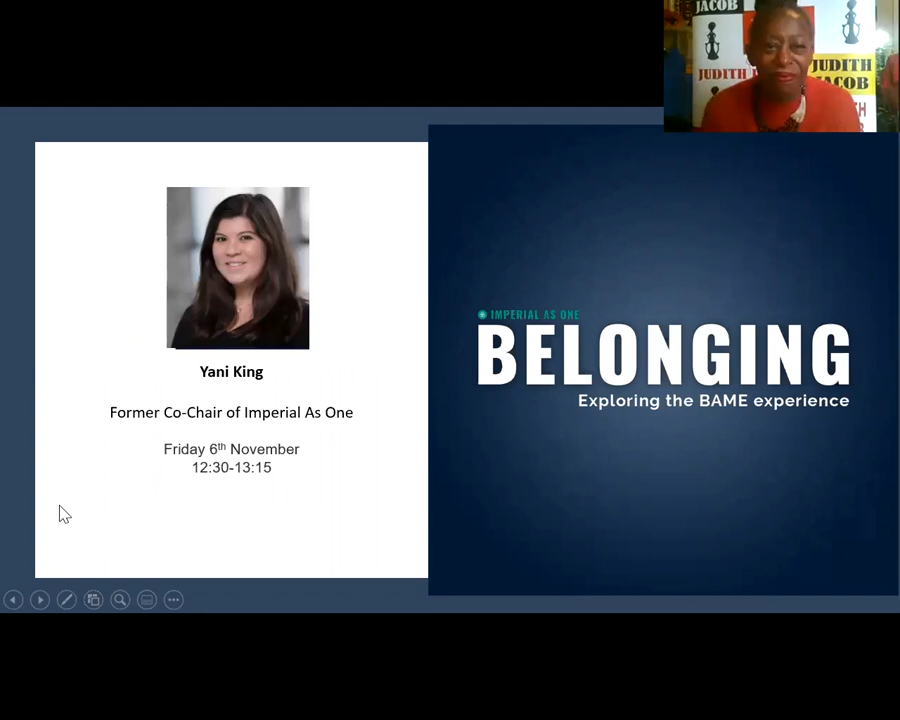 JACOB
JUDITH
JUDITH
JACOB
Yani King
Former Co-Chair of Imperial As One
Friday 6th November
12:30-13:15
IMPERIAL AS ONE
BELONGING
Exploring the BAME experience